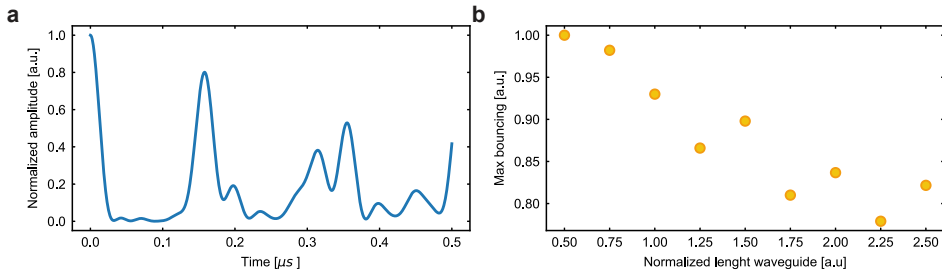 a
Normalized amplitude [a.u.]
1.0
0.8
0.6
0.4
0.2
0.0
0.0 0.1 0.2 0.3 0.4 0.5
Time [μs]
b
Max bouncing [a.u.]
1.00
0.95
0.90
0.85
0.80
0.50 0.75 1.00 1.25 1.50 1.75 2.00 2.25 2.50
Normalized lenght waveguide [a.u]